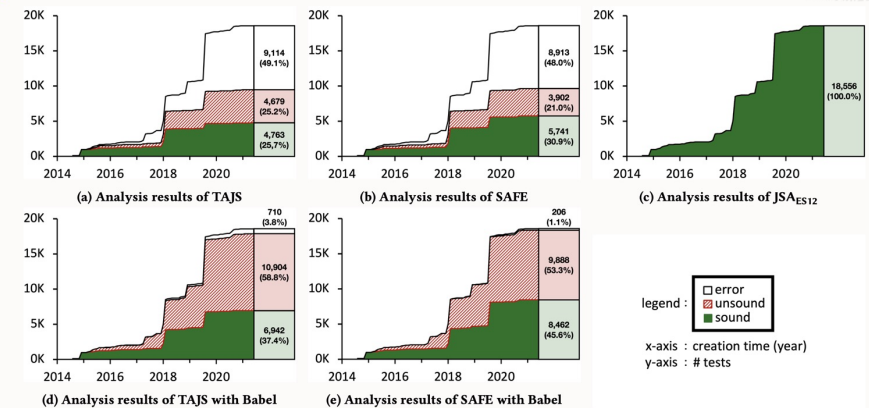 20K
15K
10K
5K
0K
9,114
(49.1%)
4,679
(25.2%)
4,763
(25,7%)
2014 2016 2018 2020
(a) Analysis results of TAJS
20K
15K
10K
5K
0K
8,913
(48.0%)
3,902
(21.0%)
5,741
(30.9%)
2014 2016 2018 2020
(b) Analysis results of SAFE
20K
15K
10K
5K
0K
18,556
(100.0%)
2014 2016 2018 2020
(c) Analysis results of JSAES12
20K
15K
10K
5K
0K
710
(3.8%)
10,904
(58.8%)
6,942
(37.4%)
2014 2016 2018 2020
(d) Analysis results of TAJS with Babel
20K
15K
10K
5K
0K
206
(1.1%)
9,888
(53.3%)
8,462
(45.6%)
2014 2016 2018 2020
(e) Analysis results of SAFE with Babel
error
legend : unsound
sound
x-axis : creation time (year)
y-axis : # tests